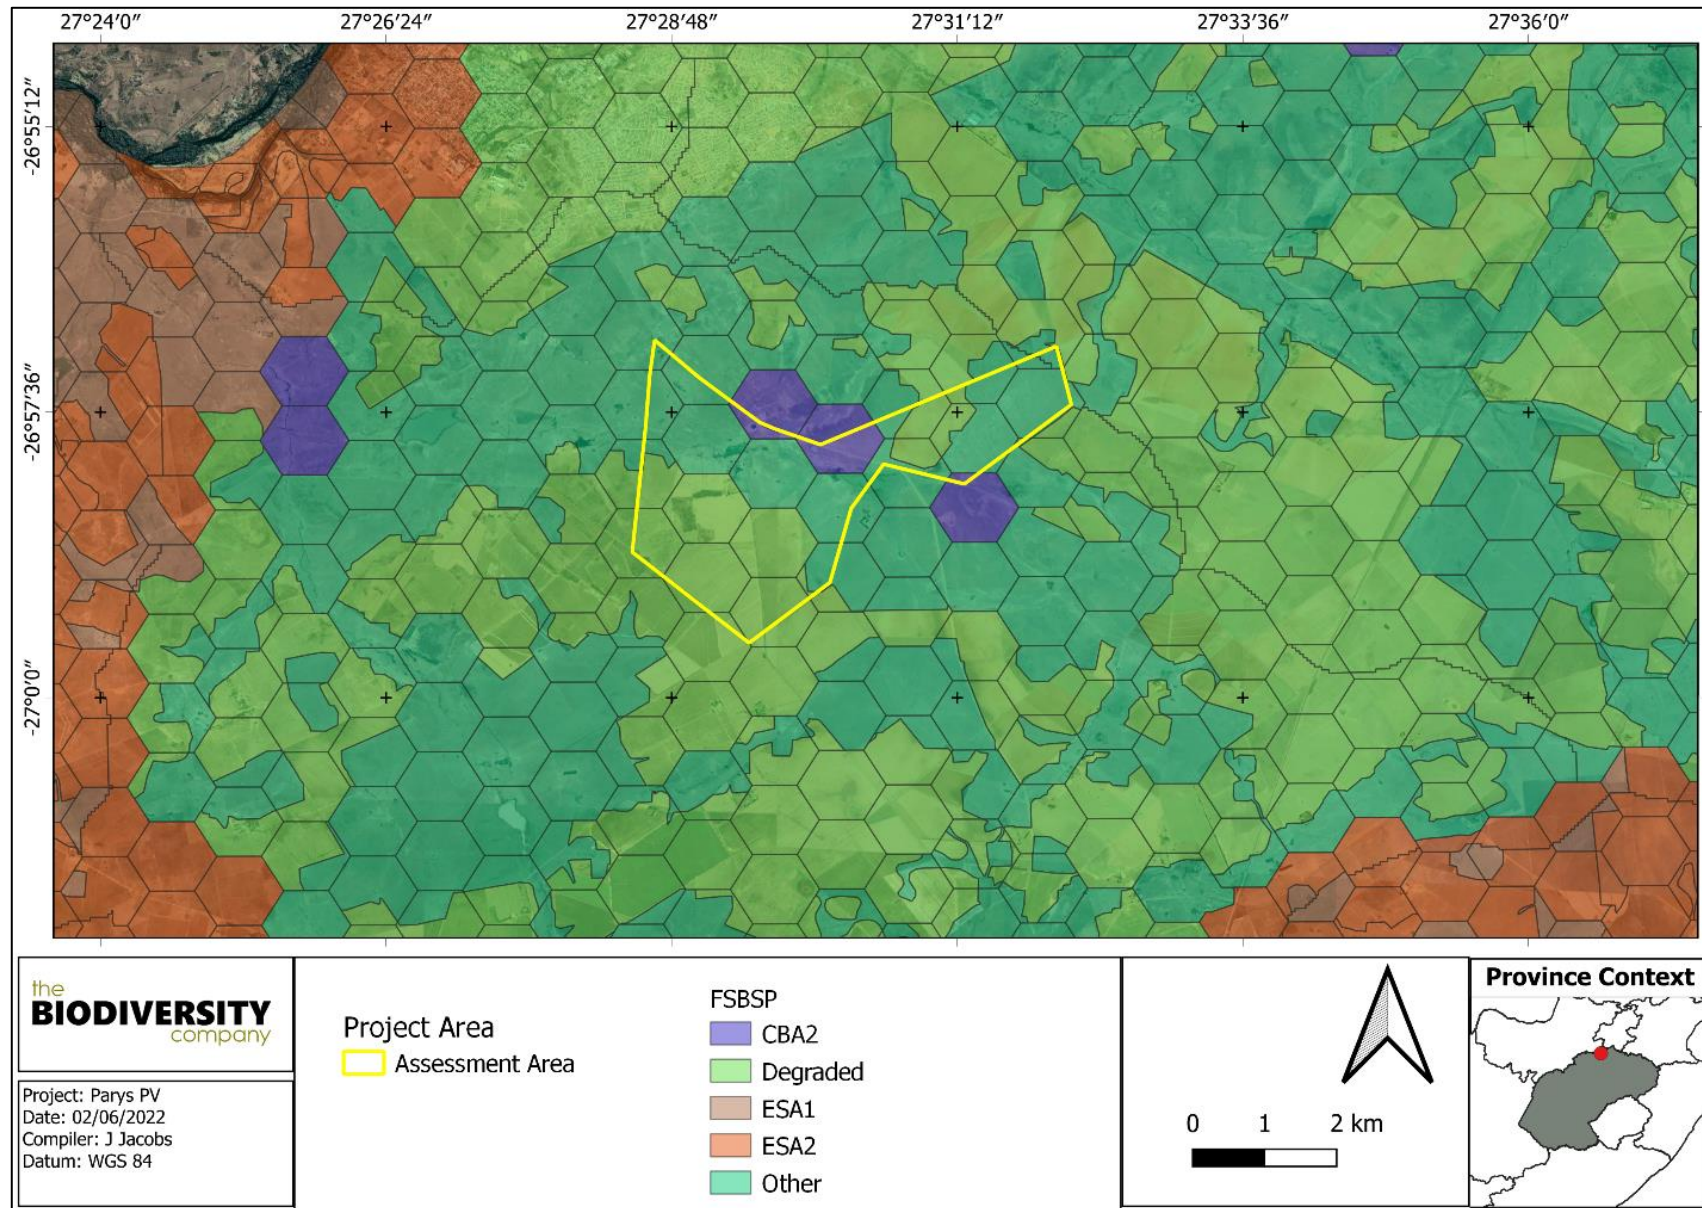 27°24′0″ 27°26′24″ 27°28′48″ 27°31′12″ 27°33′36″ 27°36′0″
-26°55′12″
-26°57′36″
-27°0′0″
the
BIODIVERSITY
company
Project: Parys PV
Date: 02/06/2022
Compiler: J Jacobs
Datum: WGS 84
Project Area
Assessment Area
FSBSP
CBA2
Degraded
ESA1
ESA2
Other
0 1 2 km
Province Context